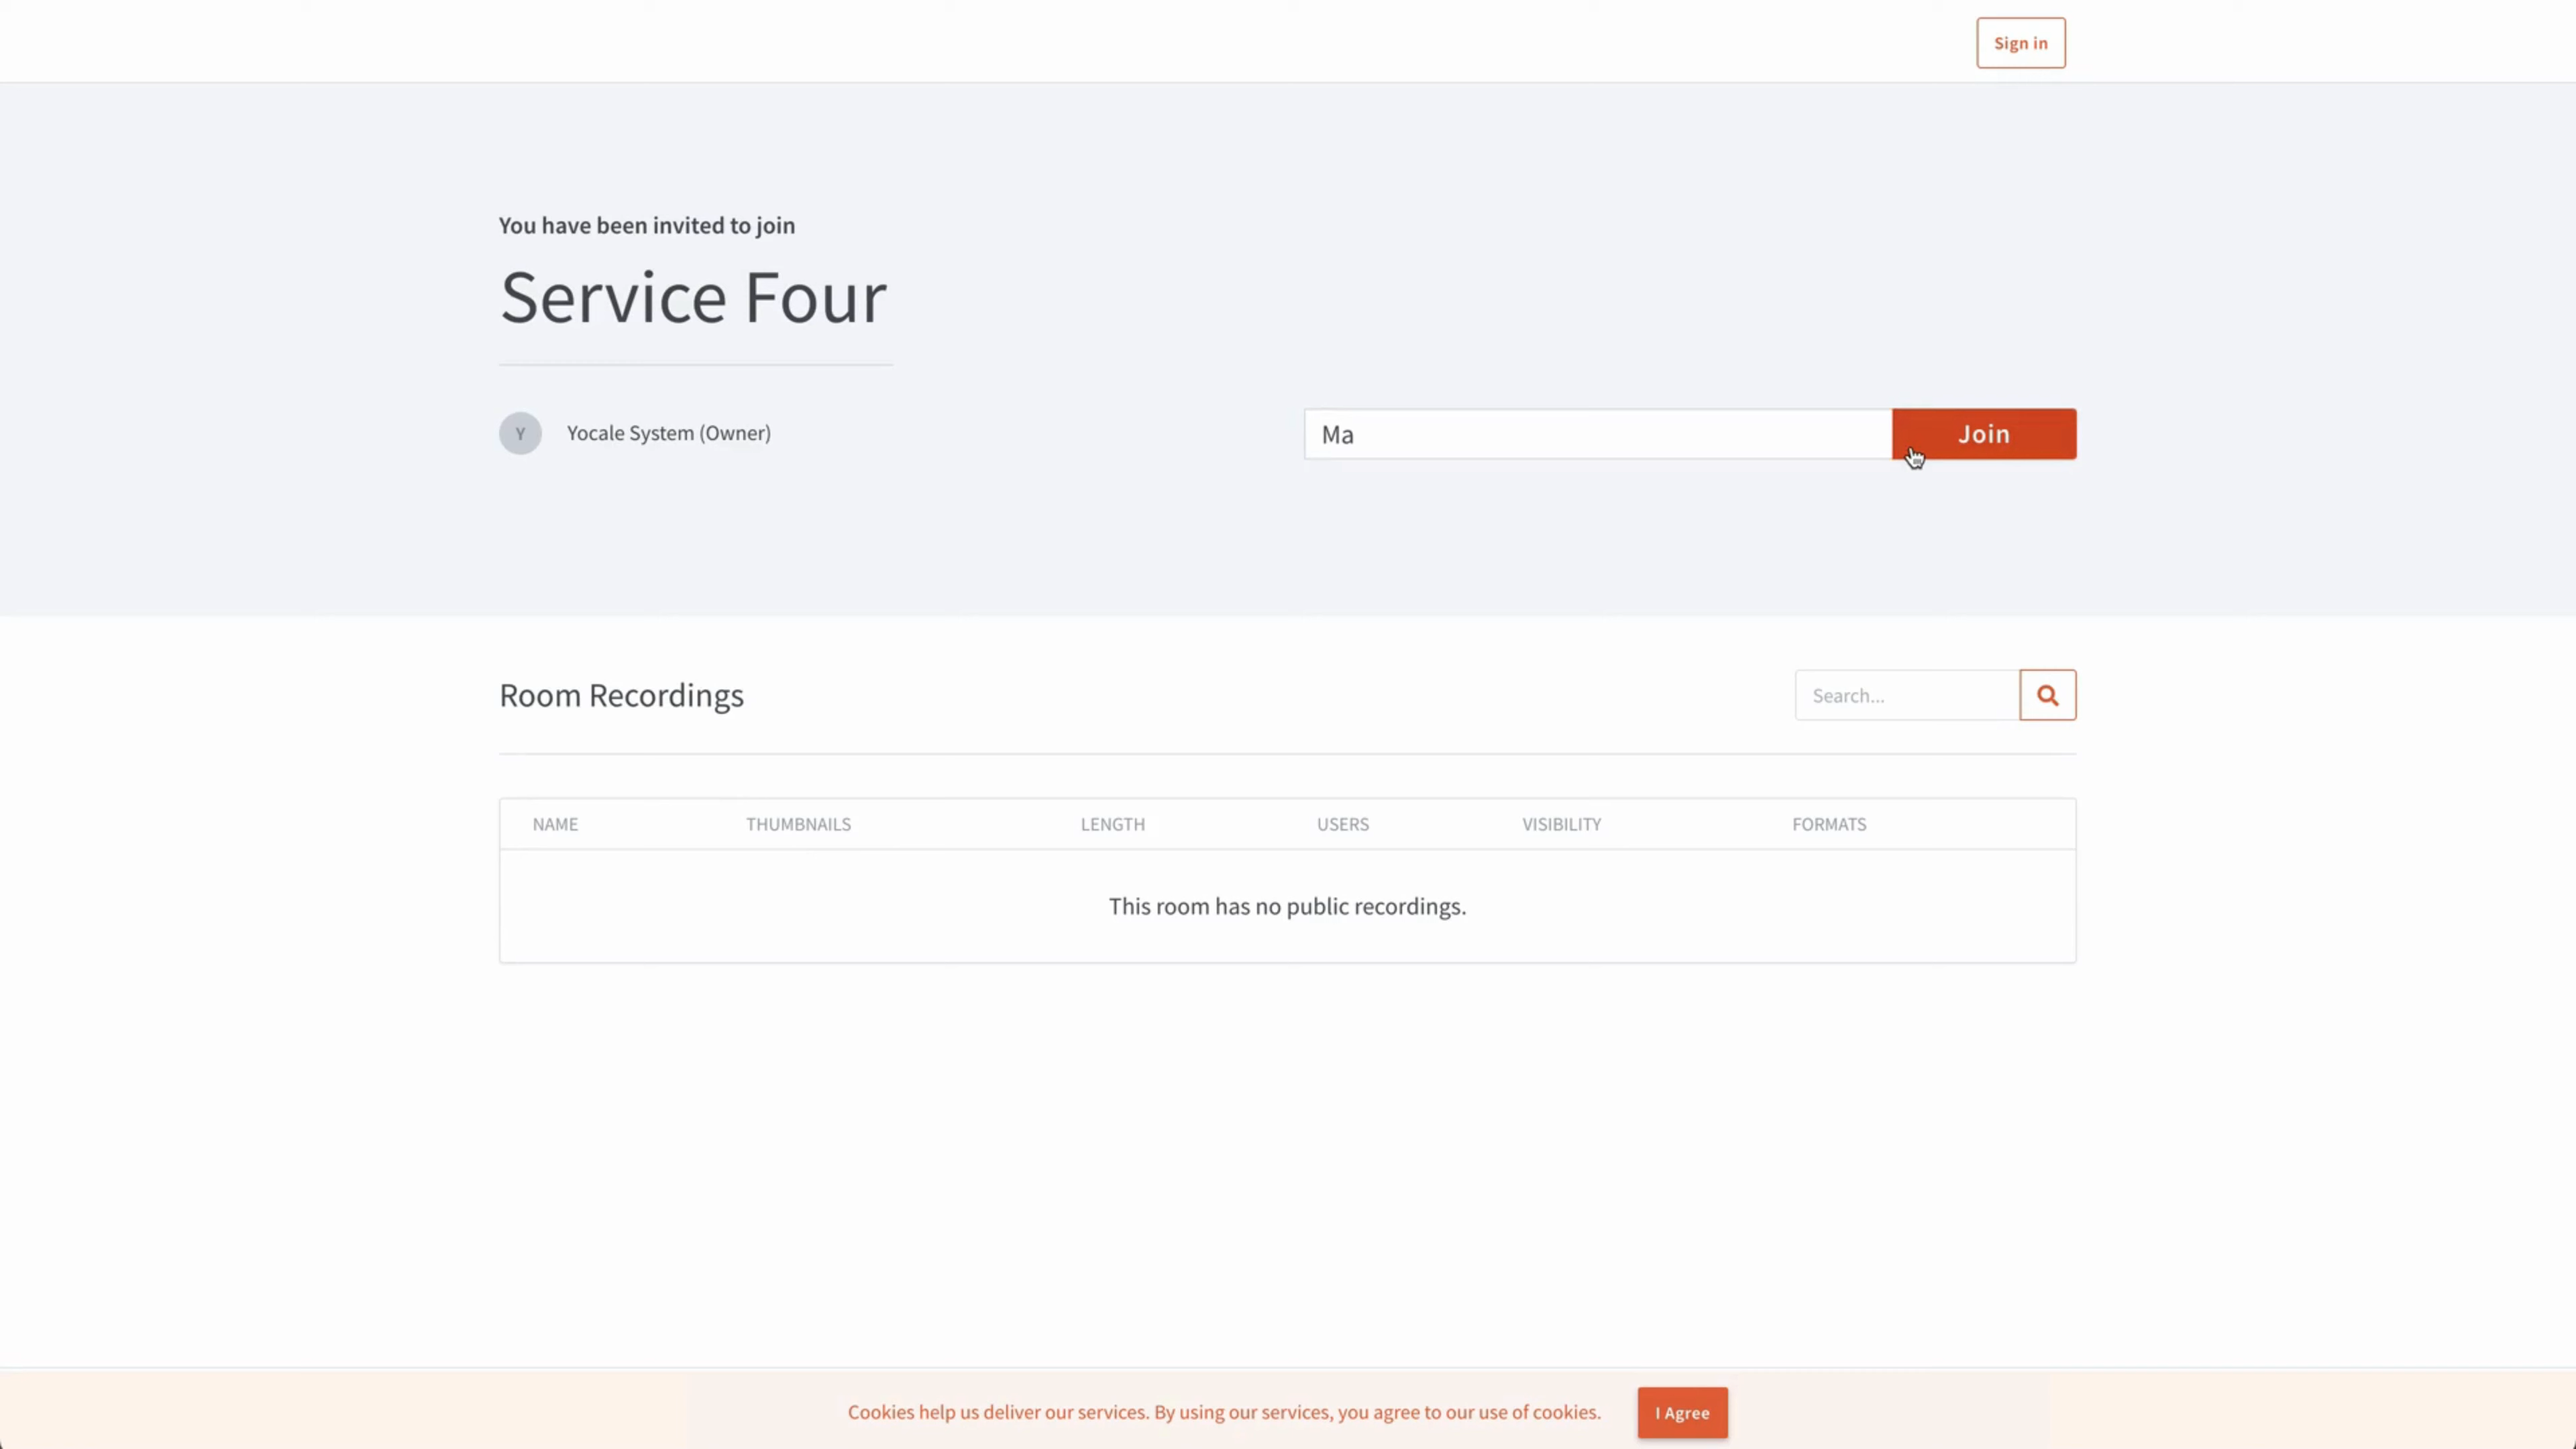 Sign in
You have been invited to join
Service Four
Y
Yocale System (Owner)
Ma
Join
Room Recordings
Search...
NAME THUMBNAILS LENGTH USERS VISIBILITY FORMATS
This room has no public recordings.
Cookies help us deliver our services. By using our services, you agree to our use of cookies.
I Agree